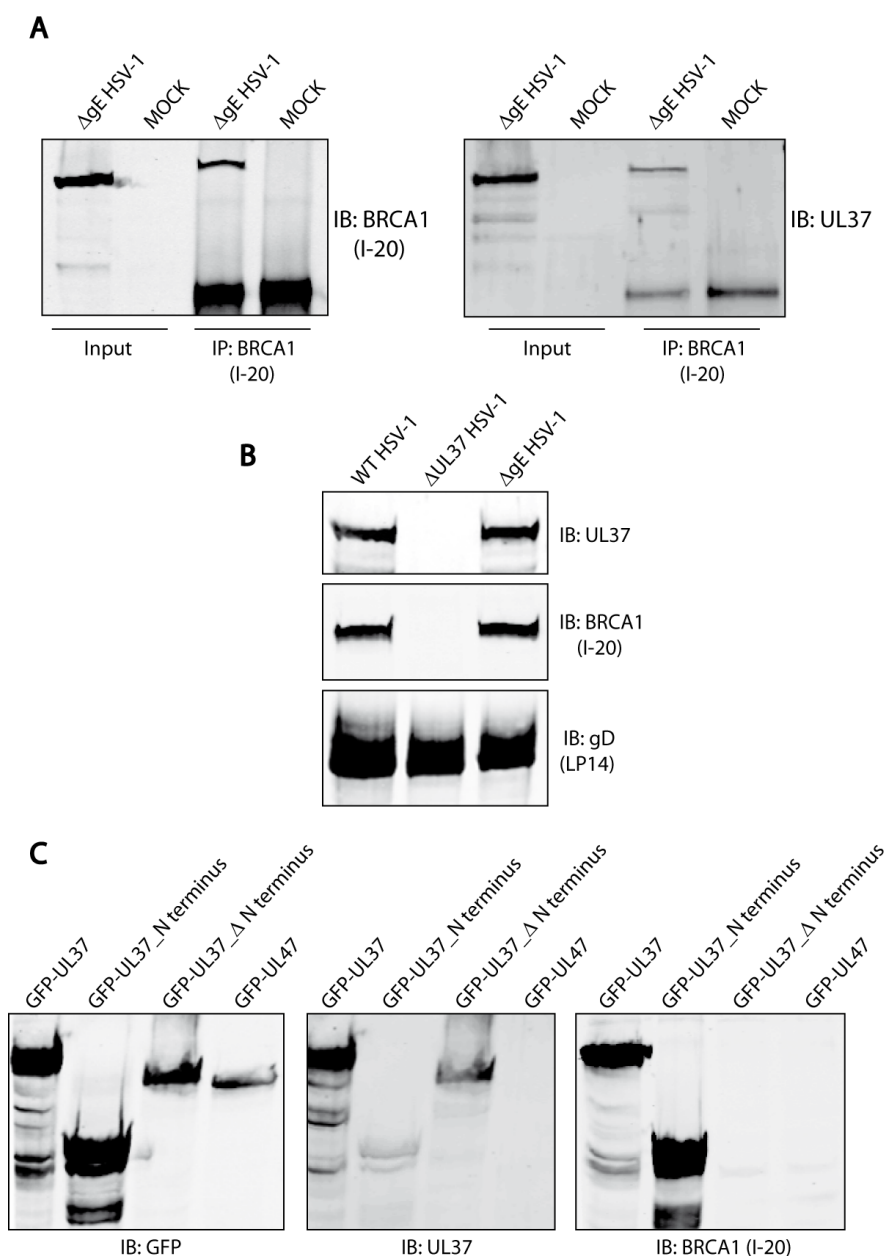 A
ΔgE HSV-1
MOCK
ΔgE HSV-1
MOCK
IB: BRCA1
(I-20)
Input
IP: BRCA1
(I-20)
ΔgE HSV-1
MOCK
ΔgE HSV-1
MOCK
IB: UL37
Input
IP: BRCA1
(I-20)
B
WT HSV-1
ΔUL37 HSV-1
ΔgE HSV-1
IB: UL37
IB: BRCA1
(I-20)
IB: gD
(LP14)
C
GFP-UL37
GFP-UL37_N terminus
GFP-UL37_Δ N terminus
GFP-UL47
IB: GFP
GFP-UL37
GFP-UL37_N terminus
GFP-UL37_Δ N terminus
GFP-UL47
IB: UL37
GFP-UL37
GFP-UL37_N terminus
GFP-UL37_Δ N terminus
GFP-UL47
IB: BRCA1 (I-20)